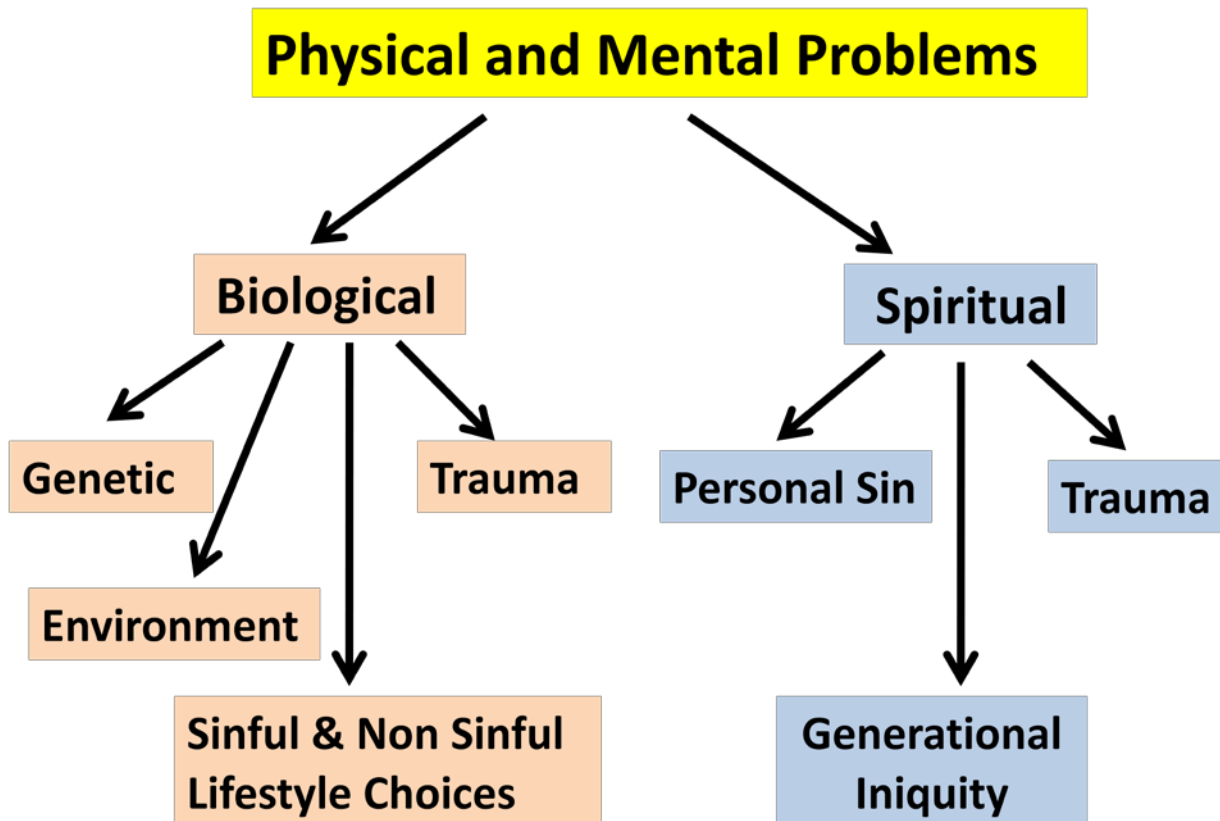 Physical and Mental Problems
Biological
Spiritual
Genetic
Trauma
Personal Sin
Trauma
Environment
Sinful & Non Sinful
Lifestyle Choices
Generational
Iniquity